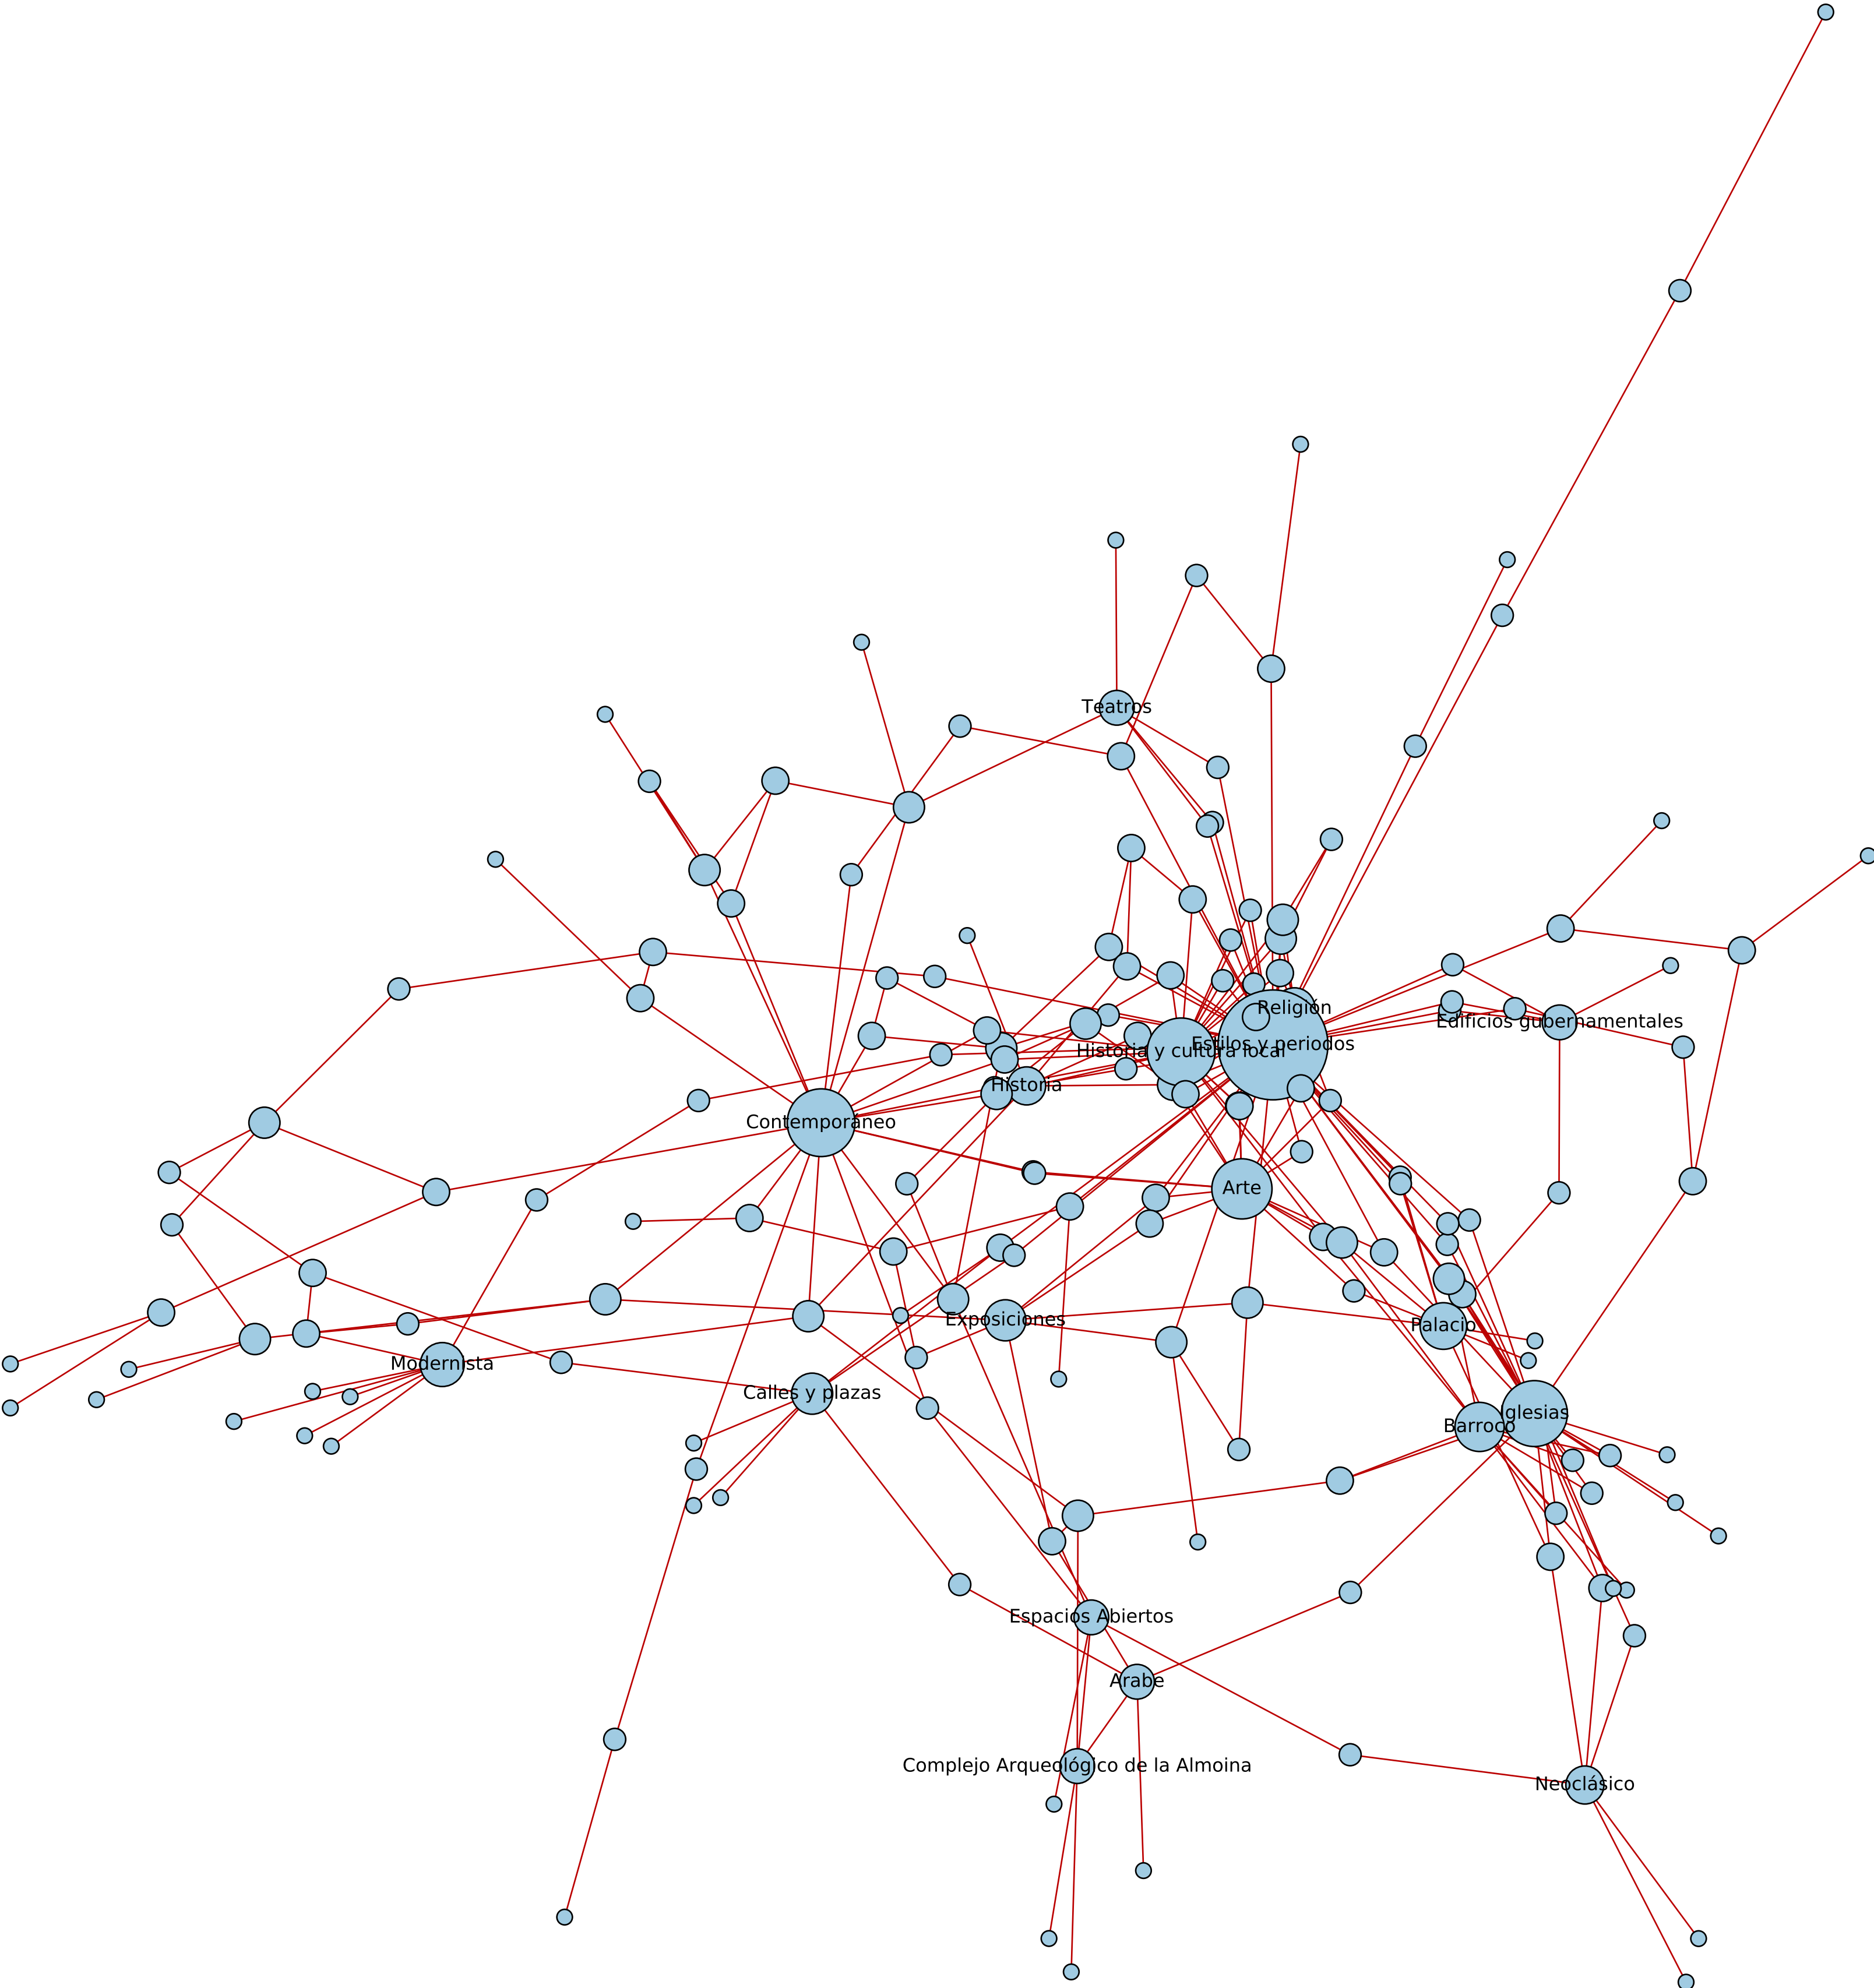 Teatros
Religión
Edificios gubernamentales
Estilos y periodos
Historia y cultura local
Historia
Contemporáneo
Arte
Exposiciones
Palacio
Modernista
Calles y plazas
Iglesias
Barroco
Espacios Abiertos
Arabe
Complejo Arqueológico de la Almoina
Neoclásico